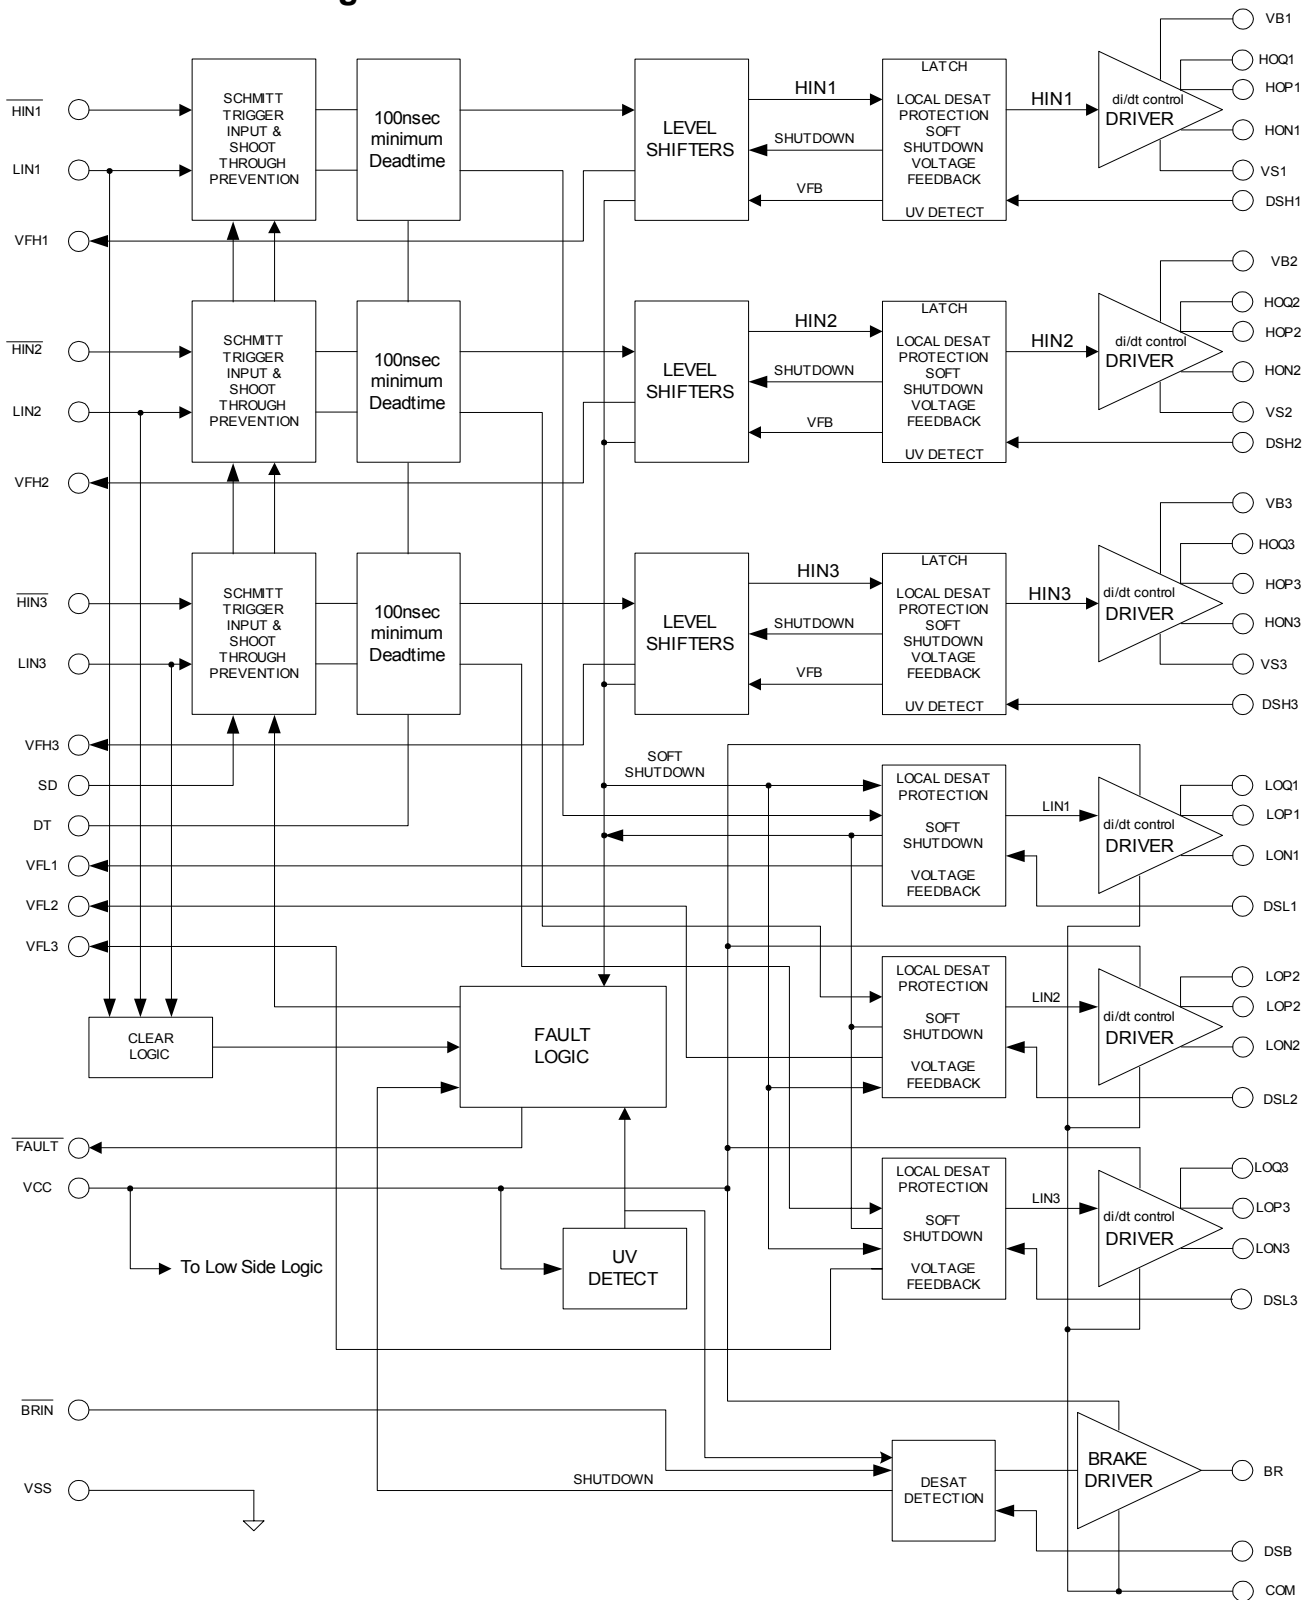 VB1
HOQ1
HOP1
HON1
VS1
DSH1
HIN1
LIN1
VFH1
SCHMITT
TRIGGER
INPUT &
SHOOT
THROUGH
PREVENTION
100nsec
minimum
Deadtime
LEVEL
SHIFTERS
HIN1
SHUTDOWN
VFB
LATCH
LOCAL DESAT
PROTECTION
SOFT
SHUTDOWN
VOLTAGE
FEEDBACK
UV DETECT
HIN1
di/dt control
DRIVER
VB2
HOQ2
HOP2
HON2
VS2
DSH2
HIN2
LIN2
VFH2
SCHMITT
TRIGGER
INPUT &
SHOOT
THROUGH
PREVENTION
100nsec
minimum
Deadtime
LEVEL
SHIFTERS
HIN2
SHUTDOWN
VFB
LATCH
LOCAL DESAT
PROTECTION
SOFT
SHUTDOWN
VOLTAGE
FEEDBACK
UV DETECT
HIN2
di/dt control
DRIVER
VB3
HOQ3
HOP3
HON3
VS3
DSH3
HIN3
LIN3
VFH3
SCHMITT
TRIGGER
INPUT &
SHOOT
THROUGH
PREVENTION
100nsec
minimum
Deadtime
LEVEL
SHIFTERS
HIN3
SHUTDOWN
VFB
LATCH
LOCAL DESAT
PROTECTION
SOFT
SHUTDOWN
VOLTAGE
FEEDBACK
UV DETECT
HIN3
di/dt control
DRIVER
SD
DT
VFL1
VFL2
VFL3
SOFT
SHUTDOWN
LOCAL DESAT
PROTECTION
SOFT
SHUTDOWN
VOLTAGE
FEEDBACK
LIN1
di/dt control
DRIVER
LOQ1
LOP1
LON1
DSL1
CLEAR
LOGIC
FAULT
LOGIC
LOCAL DESAT
PROTECTION
SOFT
SHUTDOWN
VOLTAGE
FEEDBACK
LIN2
di/dt control
DRIVER
LOP2
LOP2
LON2
DSL2
FAULT
VCC
To Low Side Logic
UV
DETECT
LOCAL DESAT
PROTECTION
SOFT
SHUTDOWN
VOLTAGE
FEEDBACK
LIN3
di/dt control
DRIVER
LOQ3
LOP3
LON3
DSL3
BRIN
VSS
SHUTDOWN
DESAT
DETECTION
BRAKE
DRIVER
BR
DSB
COM